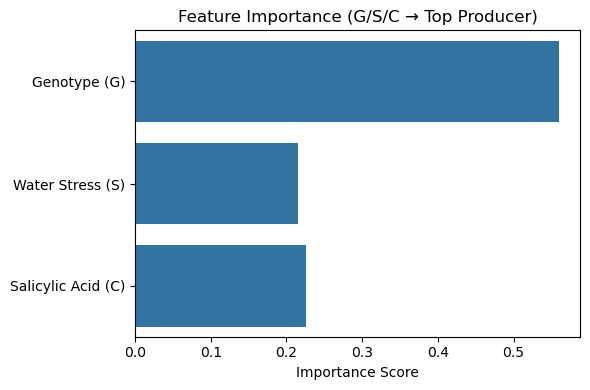 Feature Importance (G/S/C → Top Producer)
Genotype (G)
Water Stress (S)
Salicylic Acid (C)
0.0 0.1 0.2 0.3 0.4 0.5
Importance Score